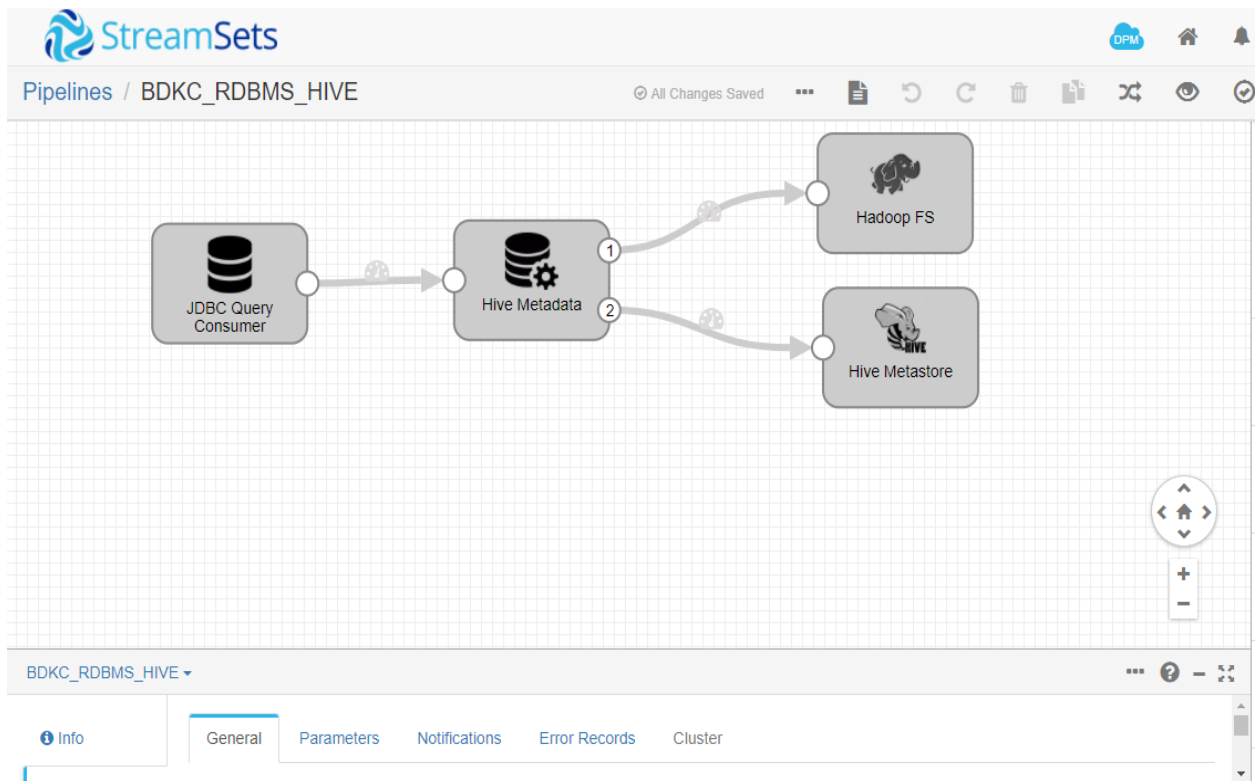 StreamSets
DPM
Pipelines / BDKC_RDBMS_HIVE
All Changes Saved
Hadoop FS
JDBC Query
Consumer
Hive Metadata
1
2
HIVE
Hive Metastore
+
−
BDKC_RDBMS_HIVE
Info
General Parameters Notifications Error Records Cluster